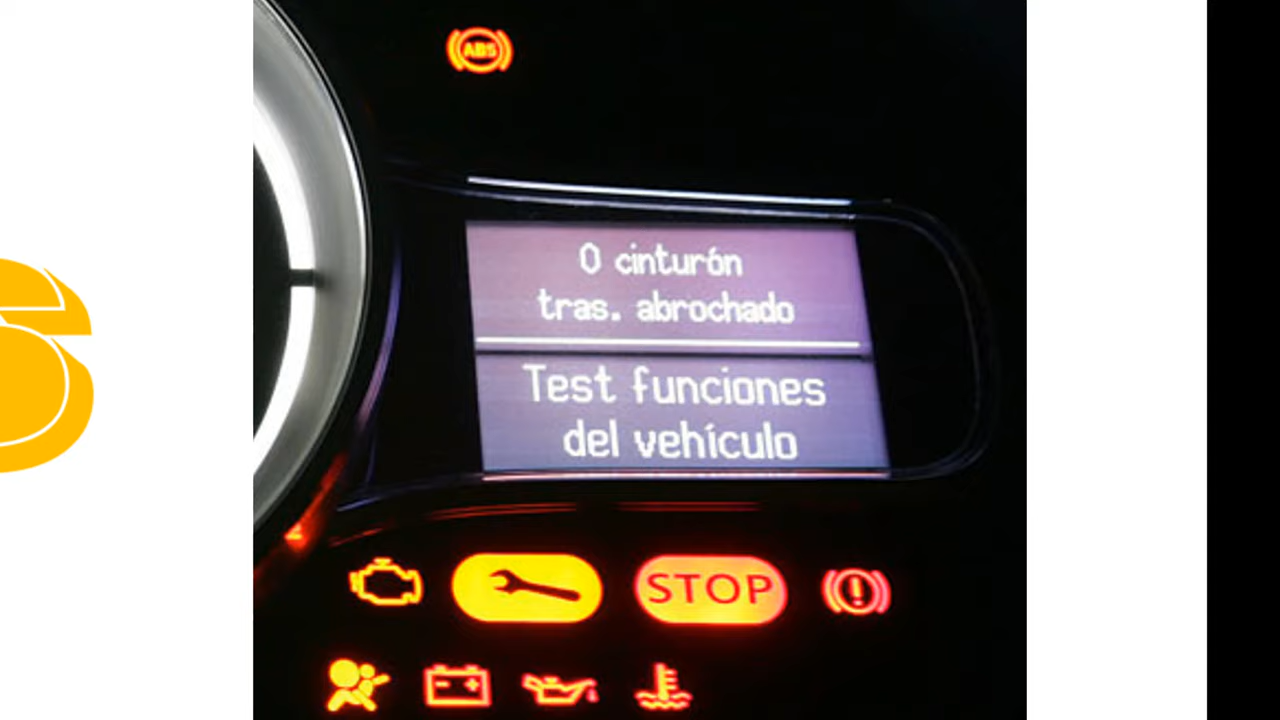 ABS
0 cinturón
tras. abrochado
Test funciones
del vehículo
STOP
S